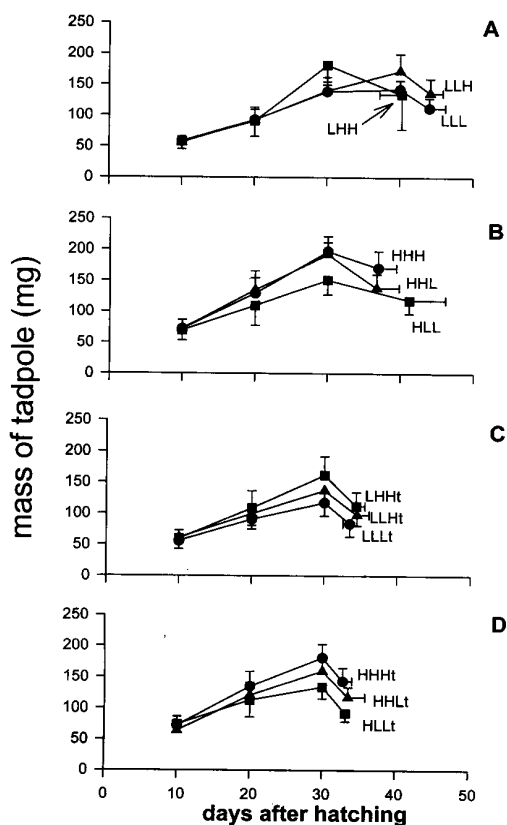 A
250
200
150
100
50
0
LLH
LHH
LLL
B
250
200
150
100
50
0
HHH
HHL
HLL
mass of tadpole (mg)
C
250
200
150
100
50
0
LHHt
LLHt
LLLt
D
250
200
150
100
50
0
HHHt
HHLt
HLLt
0 10 20 30 40 50
days after hatching